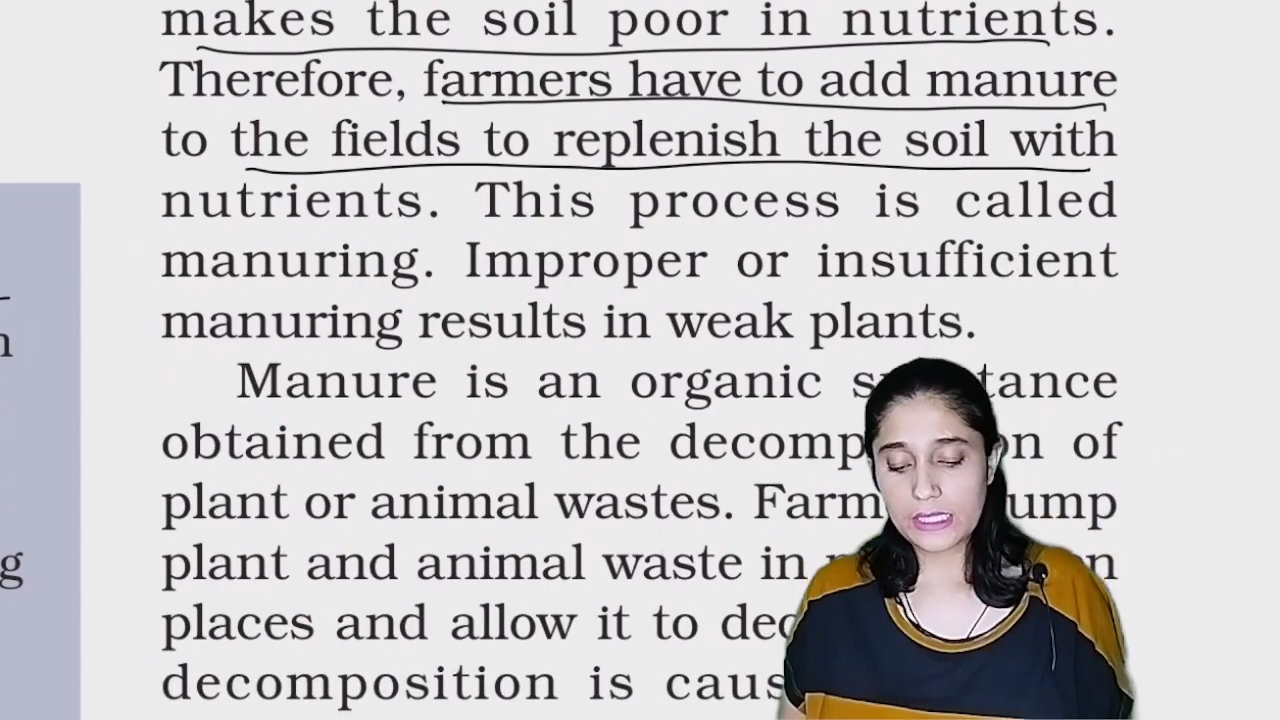 makes the soil poor in nutrients.
Therefore, farmers have to add manure
to the fields to replenish the soil with
nutrients. This process is called
manuring. Improper or insufficient
manuring results in weak plants.
Manure is an organic
obtained from the of
plant or animal wastes.
plant and animal waste in
places and allow it to
decomposition is
g